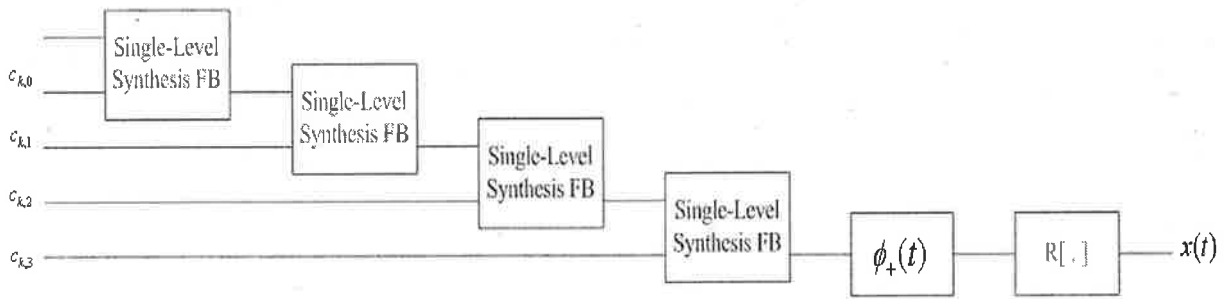 Single-Level
Synthesis FB
c_{k,0}
Single-Level
Synthesis FB
c_{k,1}
Single-Level
Synthesis FB
c_{k,2}
Single-Level
Synthesis FB
c_{k,3}
ϕ₊(t)
R[.]
x(t)